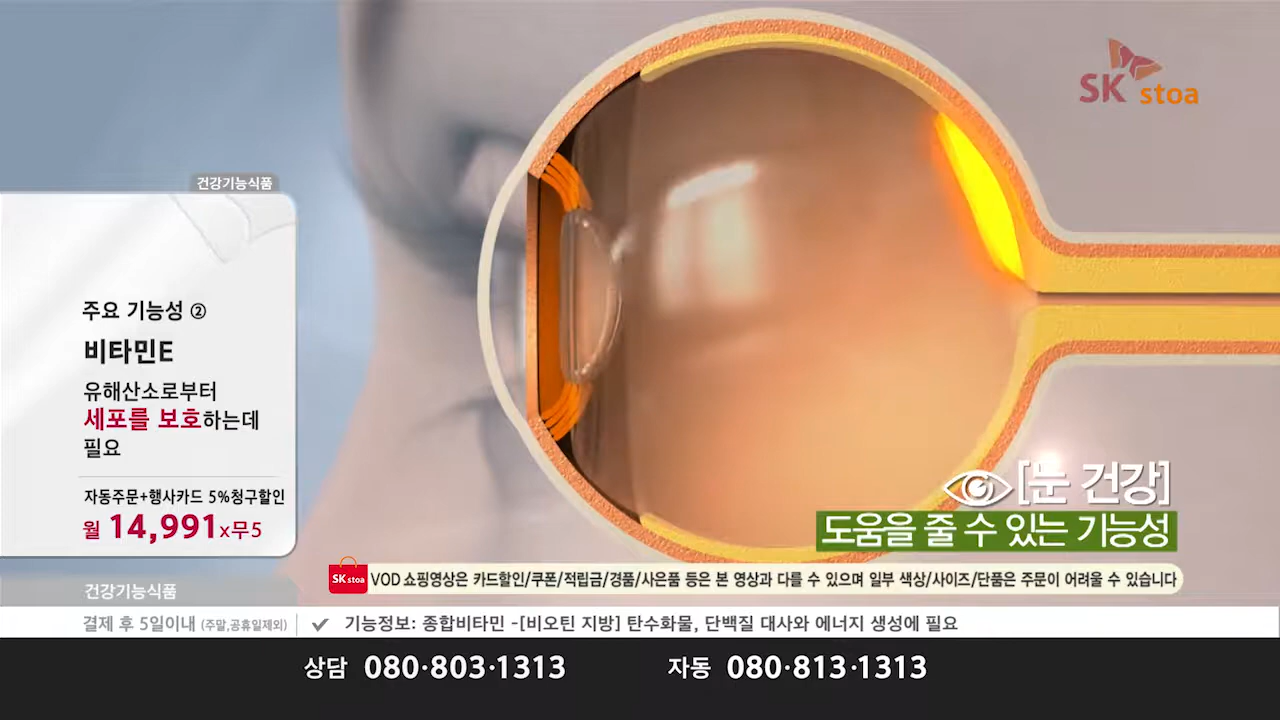 SK stoa
건강기능식품
주요 기능성 ②
비타민E
유해산소로부터
세포를 보호하는데
필요
자동주문+행사카드 5%청구할인
월 14,991x무5
[눈 건강]
도움을 줄 수 있는 기능성
SK stoa
VOD 쇼핑영상은 카드할인/쿠폰/적립금/경품/사은품 등은 본 영상과 다를 수 있으며 일부 색상/사이즈/단품은 주문이 어려울 수 있습니다
건강기능식품
결제 후 5일이내 (주말,공휴일제외)
기능정보: 종합비타민 -[비오틴 지방] 탄수화물, 단백질 대사와 에너지 생성에 필요
상담 080·803·1313
자동 080·813·1313